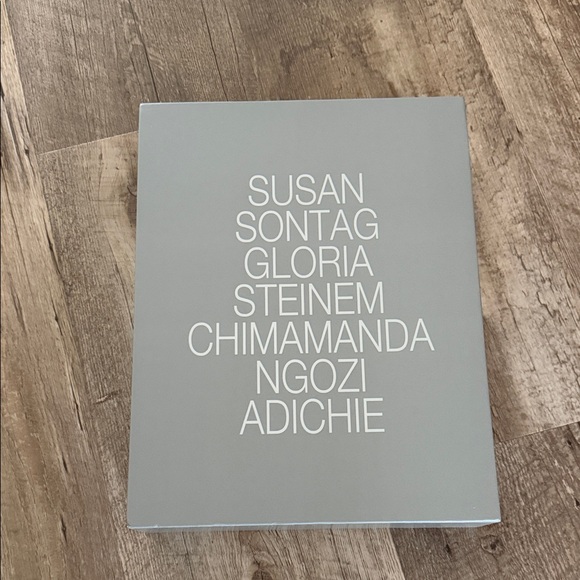 SUSAN
SONTAG
GLORIA
STEINEM
CHIMAMANDA
NGOZI
ADICHIE